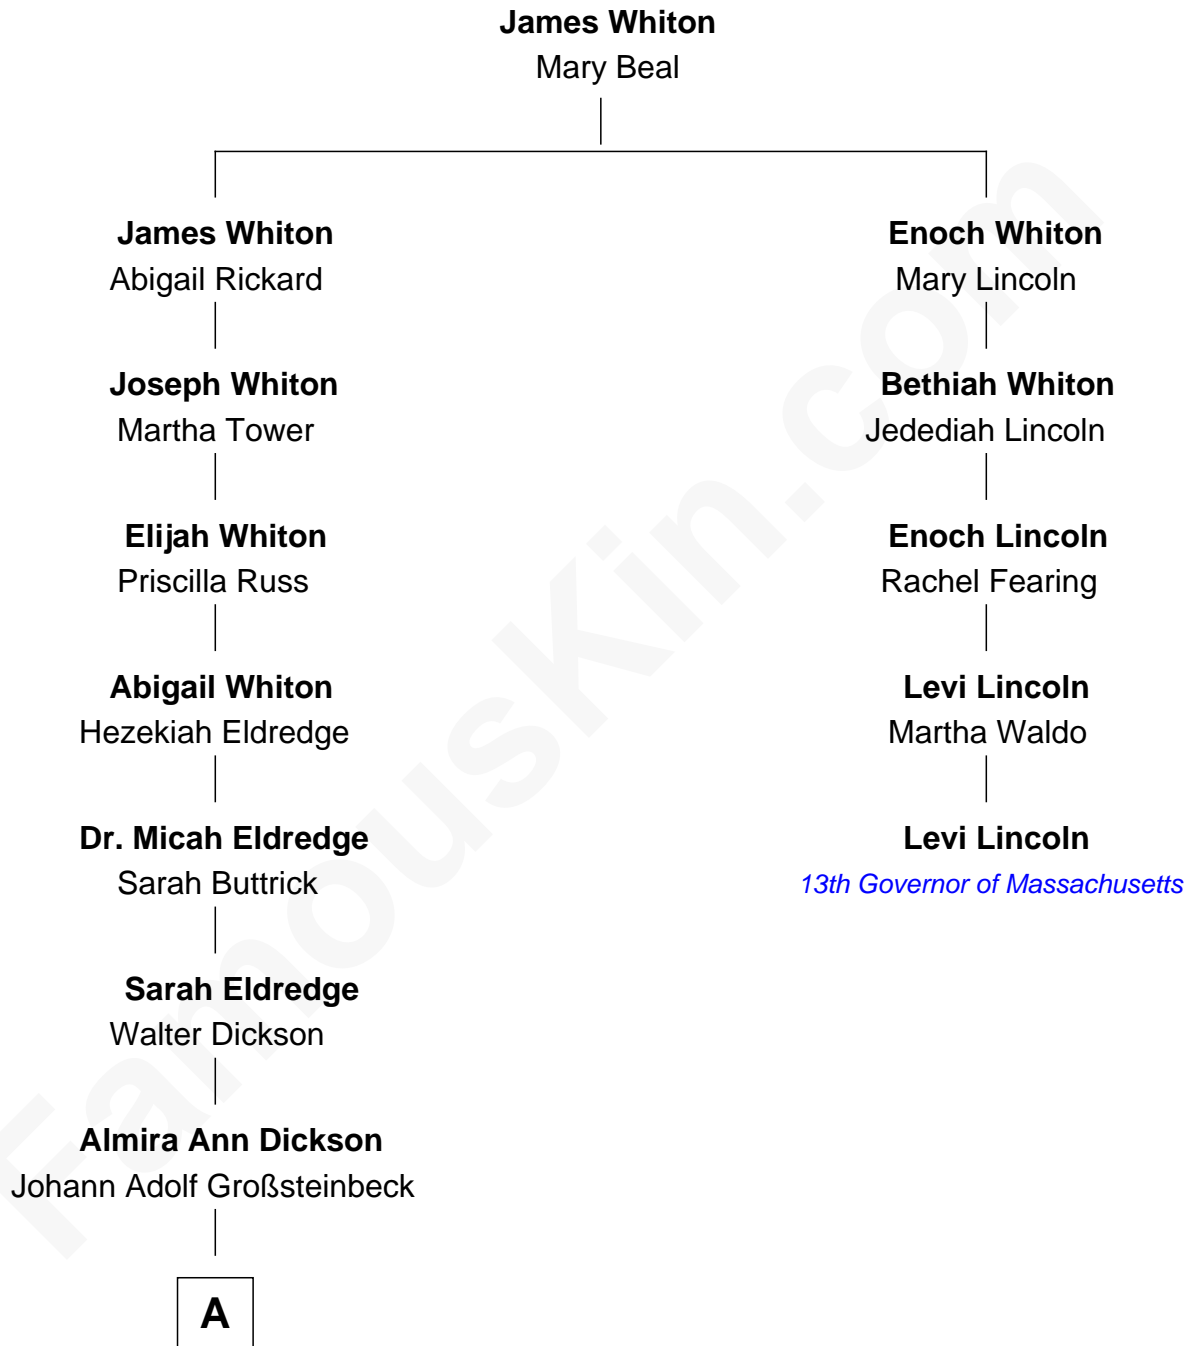 James Whiton
Mary Beal
James Whiton
Abigail Rickard
Joseph Whiton
Martha Tower
Elijah Whiton
Priscilla Russ
Abigail Whiton
Hezekiah Eldredge
Dr. Micah Eldredge
Sarah Buttrick
Sarah Eldredge
Walter Dickson
Almira Ann Dickson
Johann Adolf Großsteinbeck
A
Enoch Whiton
Mary Lincoln
Bethiah Whiton
Jedediah Lincoln
Enoch Lincoln
Rachel Fearing
Levi Lincoln
Martha Waldo
Levi Lincoln
13th Governor of Massachusetts
FamousKin.com